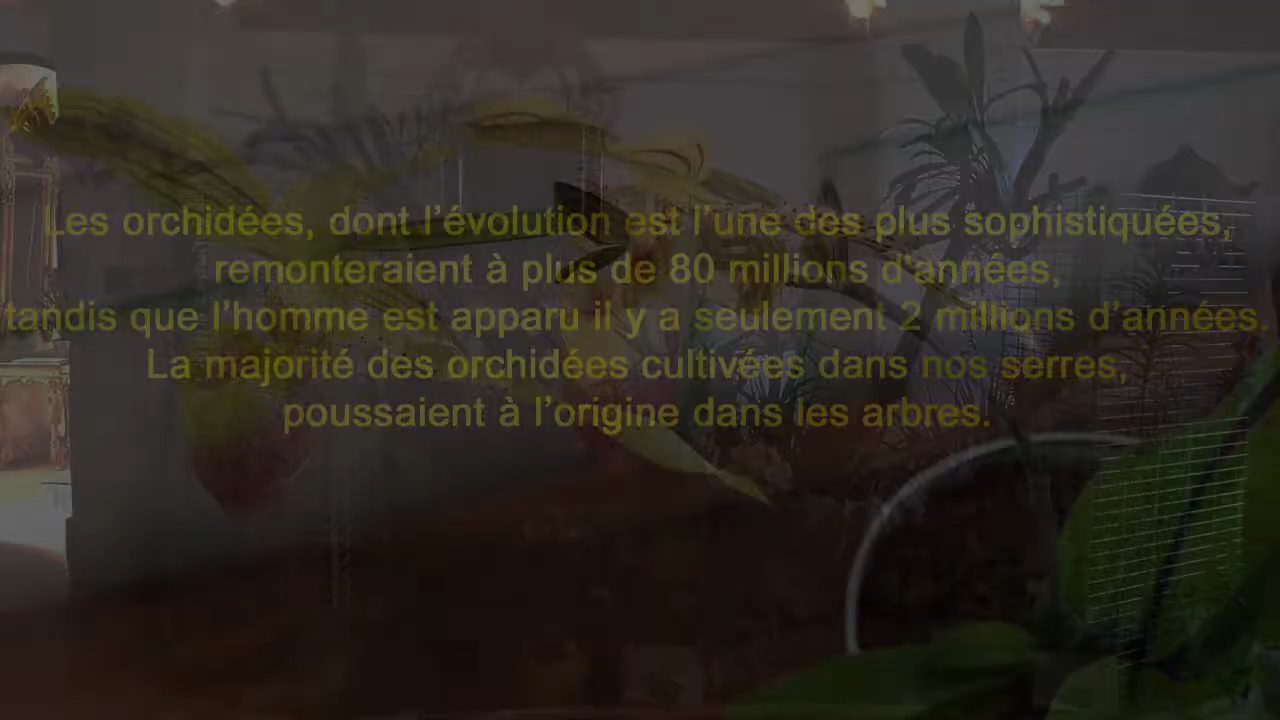 Les orchidées, dont l’évolution est l’une des plus sophistiquées,
remonteraient à plus de 80 millions d’années,
tandis que l’homme est apparu il y a seulement 2 millions d’années.
La majorité des orchidées cultivées dans nos serres,
poussaient à l’origine dans les arbres.